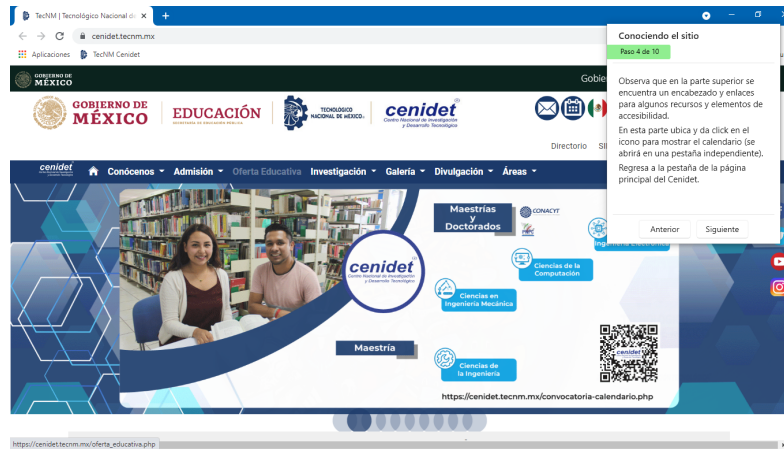 TecNM | Tecnológico Nacional de
cenidet.tecnm.mx
Aplicaciones
TecNM Cenidet
GOBIERNO DE
MÉXICO
Gobie
GOBIERNO DE
MÉXICO
EDUCACIÓN
SECRETARÍA DE EDUCACIÓN PÚBLICA
TECNOLÓGICO
NACIONAL DE MÉXICO
cenidet
Centro Nacional de Investigación
y Desarrollo Tecnológico
Directorio
cenidet
Conócenos
Admisión
Oferta Educativa
Investigación
Galería
Divulgación
Áreas
Conociendo el sitio
Paso 4 de 10
Observa que en la parte superior se
encuentra un encabezado y enlaces
para algunos recursos y elementos de
accesibilidad.
En esta parte ubica y da click en el
icono para mostrar el calendario (se
abrirá en una pestaña independiente).
Regresa a la pestaña de la página
principal del Cenidet.
Anterior
Siguiente
cenidet
Centro Nacional de Investigación
y Desarrollo Tecnológico
Maestrías
y
Doctorados
CONACYT
Ingeniería Electrónica
Ciencias de la
Computación
Ciencias en
Ingeniería Mecánica
Maestría
Ciencias de
la Ingeniería
cenidet
https://cenidet.tecnm.mx/convocatoria-calendario.php
https://cenidet.tecnm.mx/oferta_educativa.php